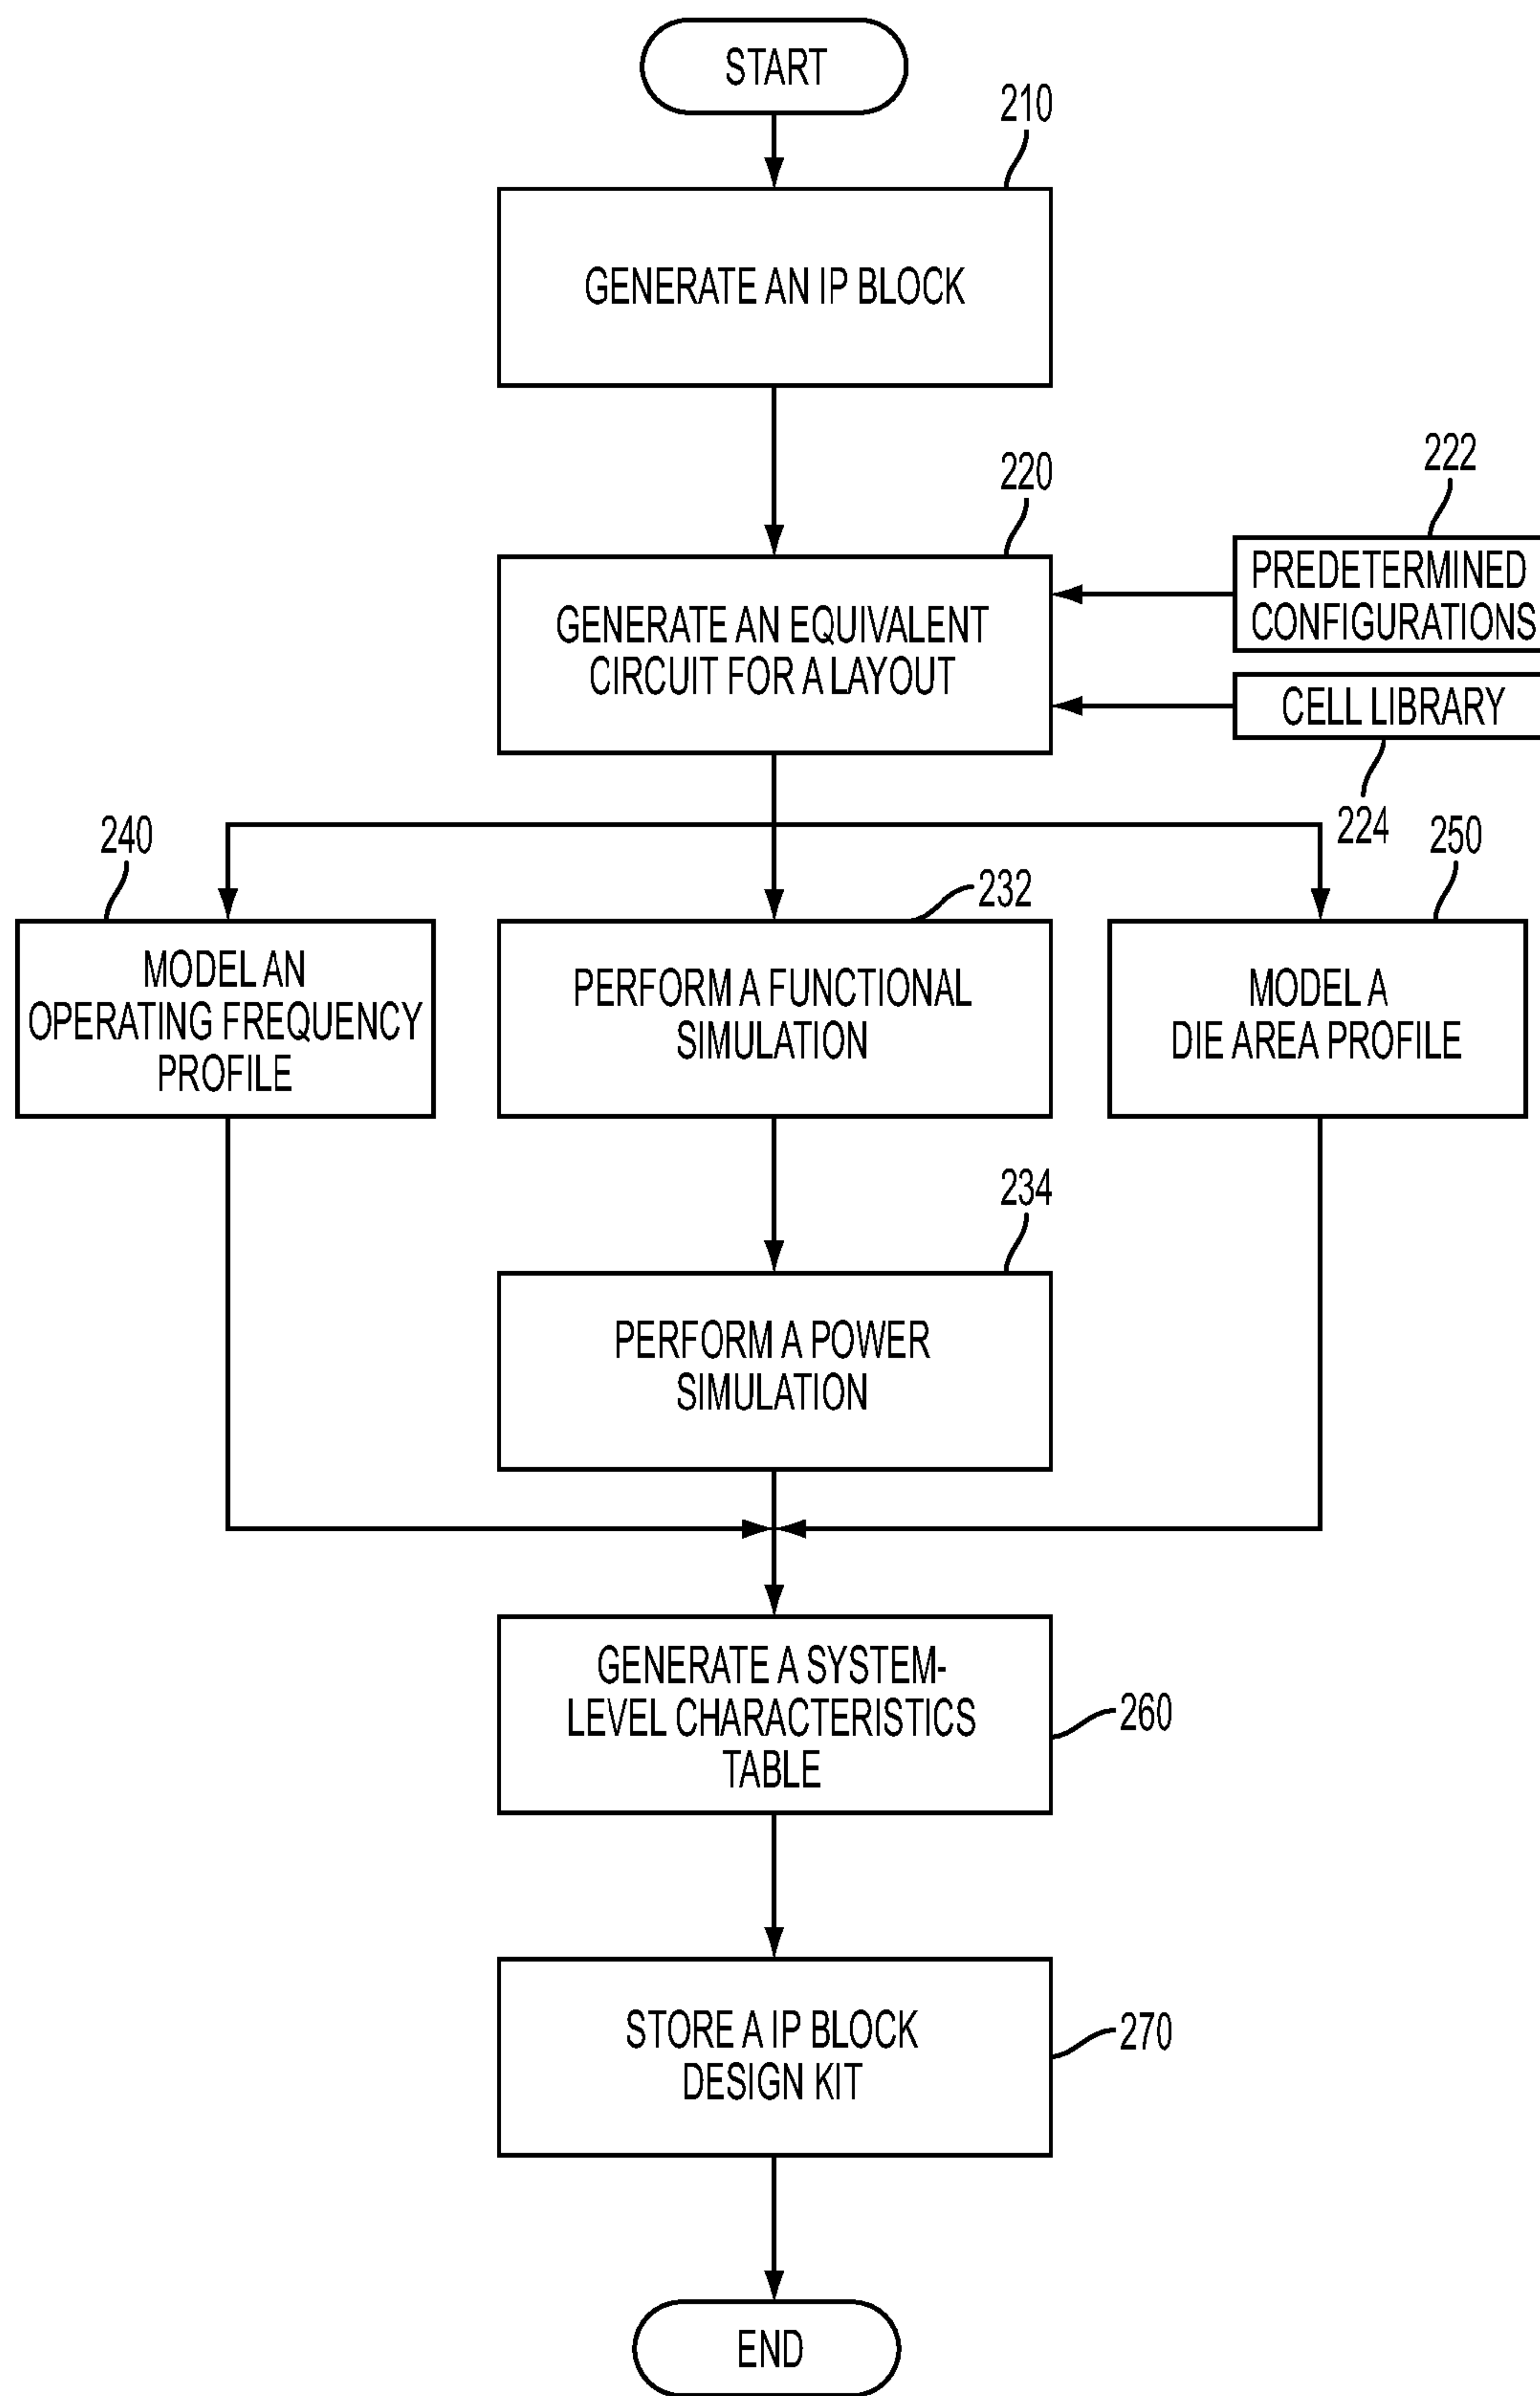 START
210
GENERATE AN IP BLOCK
222
220
PREDETERMINED
CONFIGURATIONS
GENERATE AN EQUIVALENT
CIRCUIT FOR A LAYOUT
CELL LIBRARY
224
240
250
232
MODEL AN
OPERATING FREQUENCY
PROFILE
PERFORM A FUNCTIONAL
SIMULATION
MODEL A
DIE AREA PROFILE
234
PERFORM A POWER
SIMULATION
GENERATE A SYSTEM-
LEVEL CHARACTERISTICS
TABLE
260
STORE A IP BLOCK
DESIGN KIT
270
END